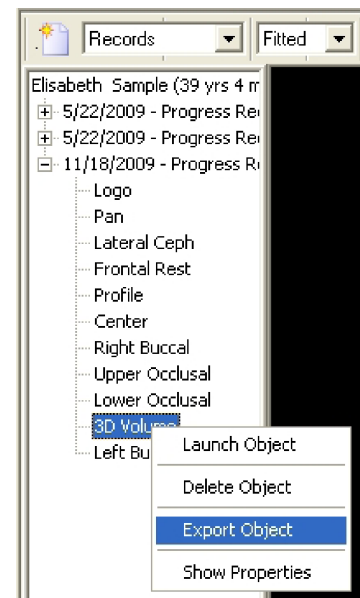 Records
Fitted
Elisabeth Sample (39 yrs 4 m
5/22/2009 - Progress Re
5/22/2009 - Progress Re
11/18/2009 - Progress R
Logo
Pan
Lateral Ceph
Frontal Rest
Profile
Center
Right Buccal
Upper Occlusal
Lower Occlusal
3D Volume
Left Bu
Launch Object
Delete Object
Export Object
Show Properties